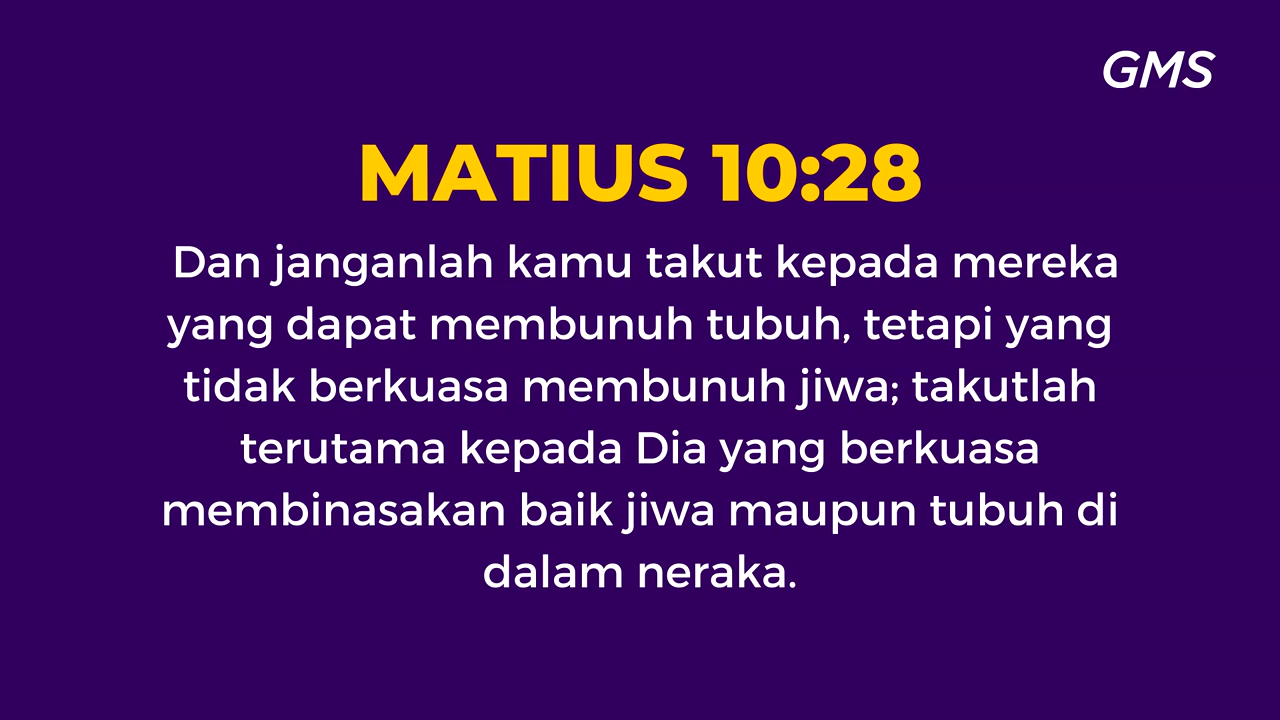 GMS
MATIUS 10:28
Dan janganlah kamu takut kepada mereka
yang dapat membunuh tubuh, tetapi yang
tidak berkuasa membunuh jiwa; takutlah
terutama kepada Dia yang berkuasa
membinasakan baik jiwa maupun tubuh di
dalam neraka.